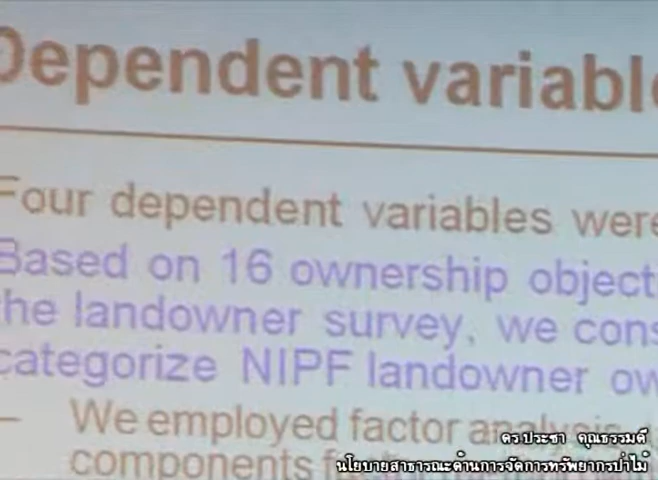 Dependent variabl
Four dependent variables were
Based on 16 ownership object
the landowner survey, we cons
categorize NIPF landowner ow
– We employed factor analysis
components
ดร.ประชา คุณธรรมดี
นโยบายสาธารณะด้านการจัดการทรัพยากรป่าไม้